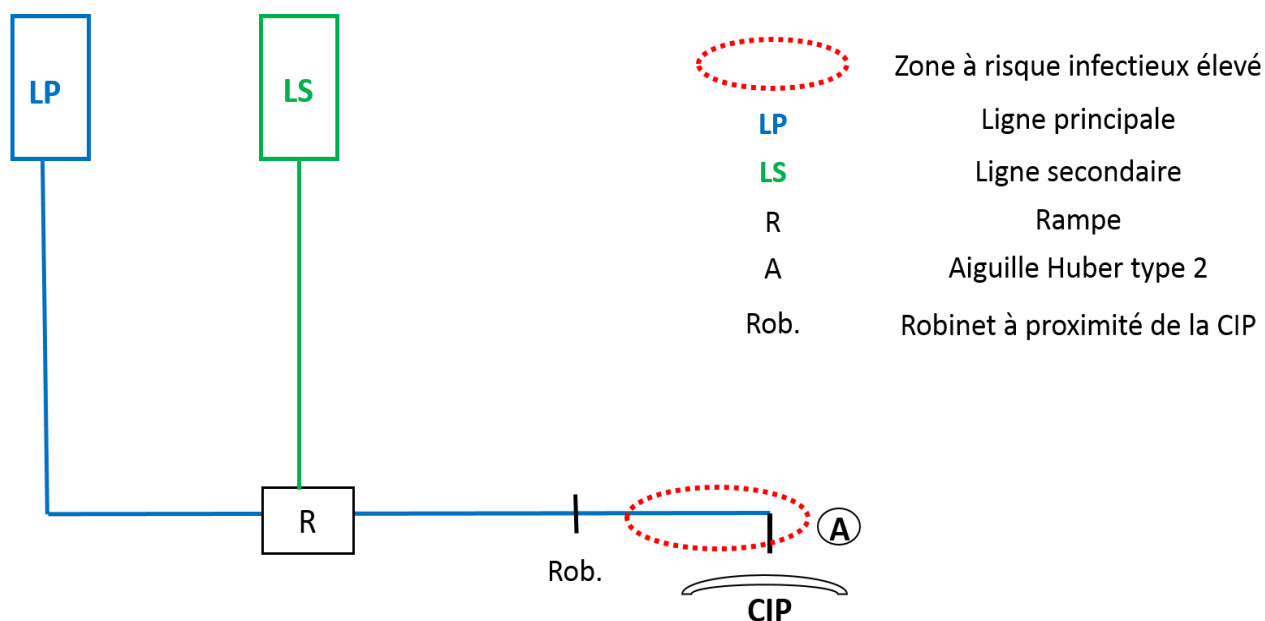 LP
LS
Zone à risque infectieux élevé
LP Ligne principale
LS Ligne secondaire
R Rampe
A Aiguille Huber type 2
Rob. Robinet à proximité de la CIP
R
A
Rob.
CIP